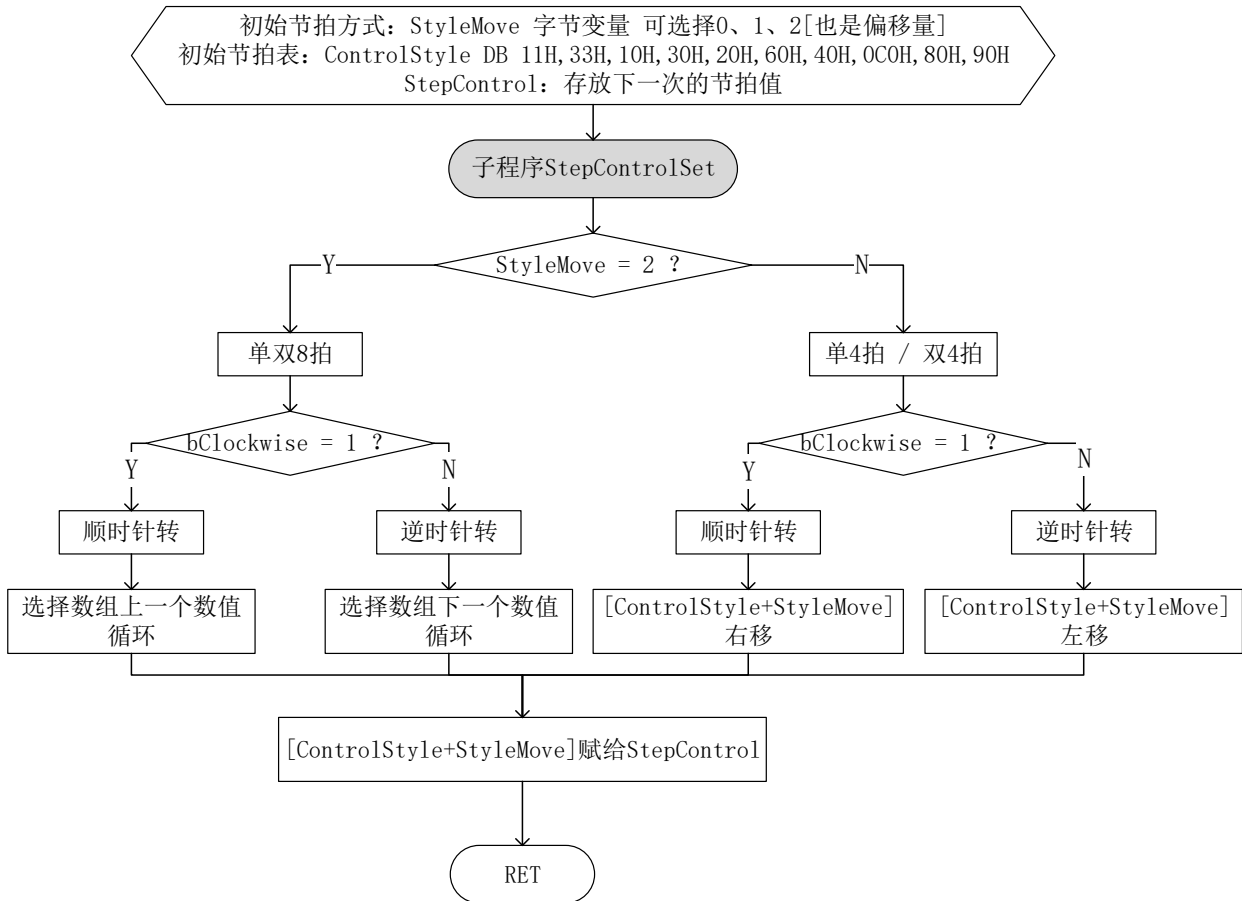 初始节拍方式：StyleMove 字节变量 可选择0、1、2[也是偏移量]
初始节拍表：ControlStyle DB 11H,33H,10H,30H,20H,60H,40H,0C0H,80H,90H
StepControl：存放下一次的节拍值
子程序StepControlSet
StyleMove = 2 ？
Y
N
单双8拍
单4拍 / 双4拍
bClockwise = 1 ？
bClockwise = 1 ？
Y
N
Y
N
顺时针转
逆时针转
顺时针转
逆时针转
选择数组上一个数值
循环
选择数组下一个数值
循环
[ControlStyle+StyleMove]
右移
[ControlStyle+StyleMove]
左移
[ControlStyle+StyleMove]赋给StepControl
RET